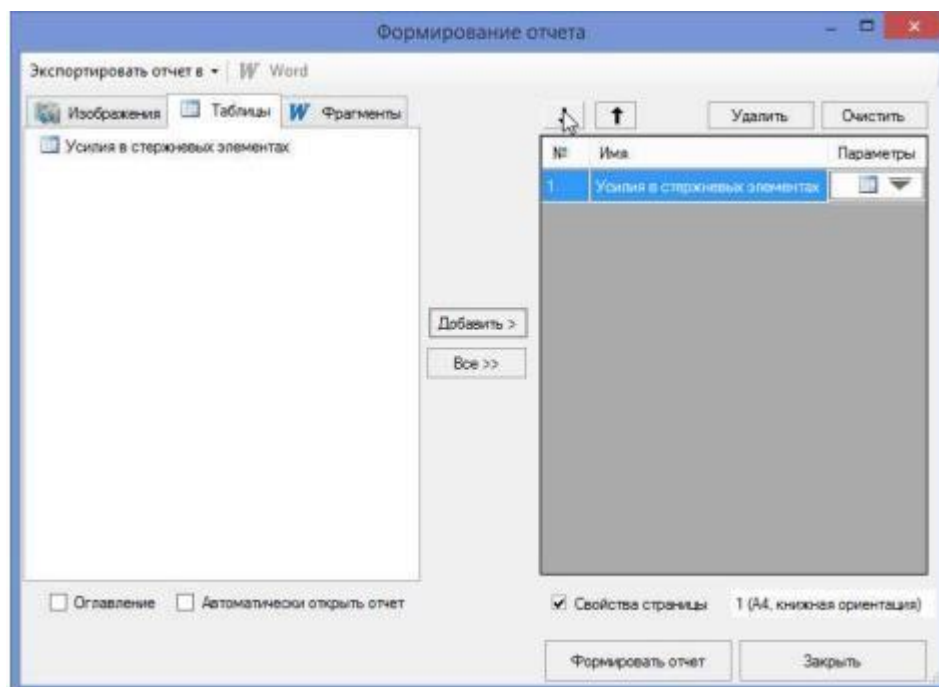 Формирование отчета
Экспортировать отчет в W Word
Изображения Таблицы W Фрагменты
Усилия в стержневых элементах
Удалить Очистить
№ Имя Параметры
1 Усилия в стержневых элементах
Добавить >
Все >>
Оглавление Автоматически открыть отчет
Свойства страницы 1 (A4, книжная ориентация)
Формировать отчет Закрыть